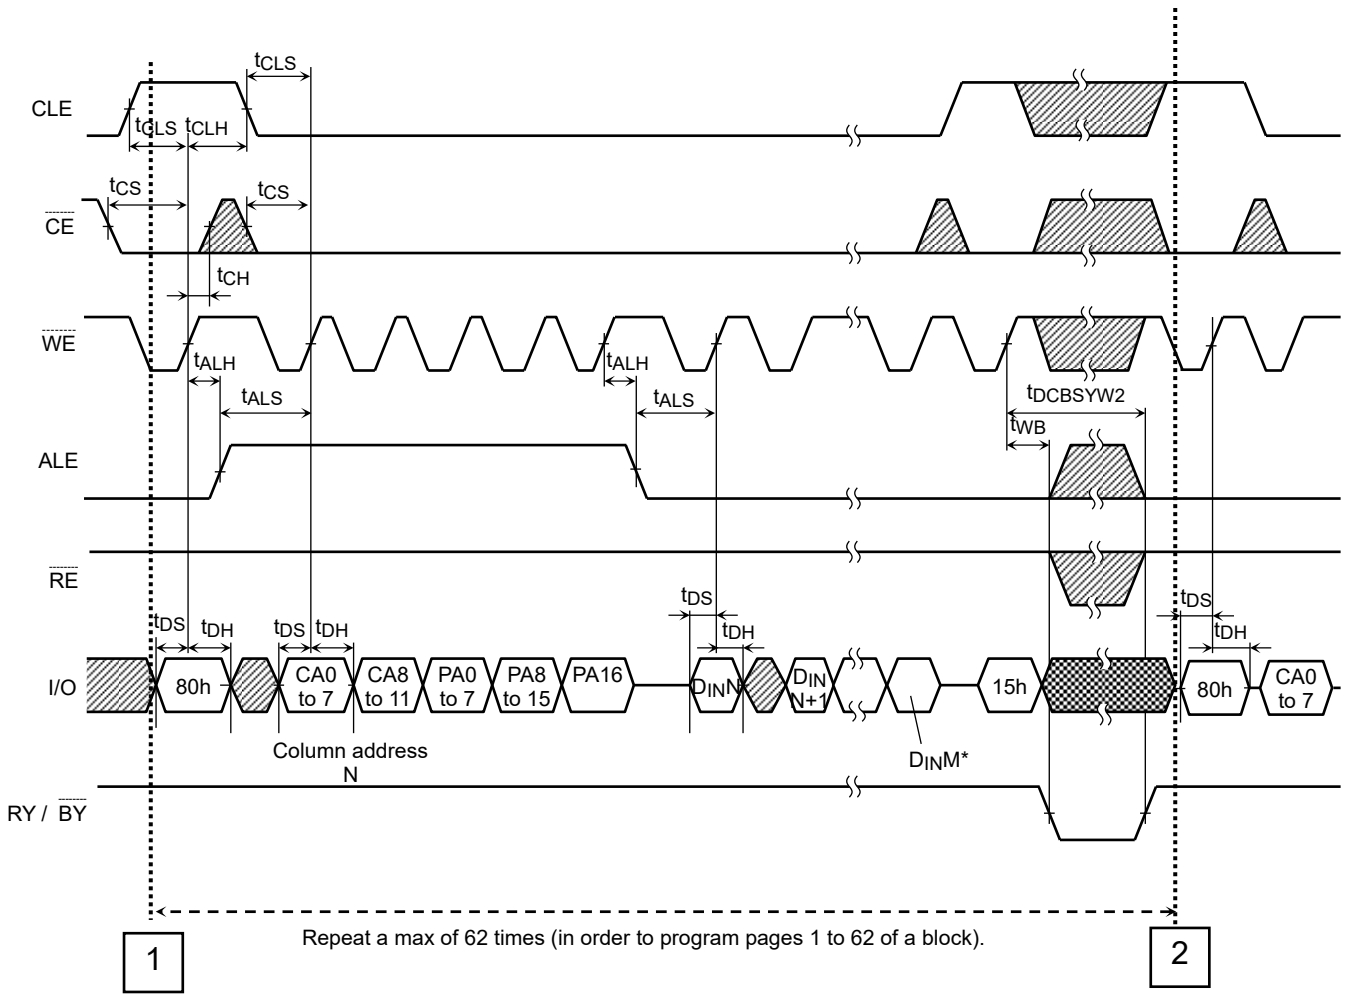 tCLS
CLE
tCLS tCLH
tCS tCS
CE
tCH
WE
tALH tALH
tALS tALS
tDCBSYW2
tWB
ALE
RE
tDS tDS
tDS tDH tDS tDH tDH tDH
I/O
80h
CA0 to 7
CA8 to 11
PA0 to 7
PA8 to 15
PA16
DINN
DIN N+1
15h
80h
CA0 to 7
Column address
N
DINM*
RY / BY
Repeat a max of 62 times (in order to program pages 1 to 62 of a block).
1
2